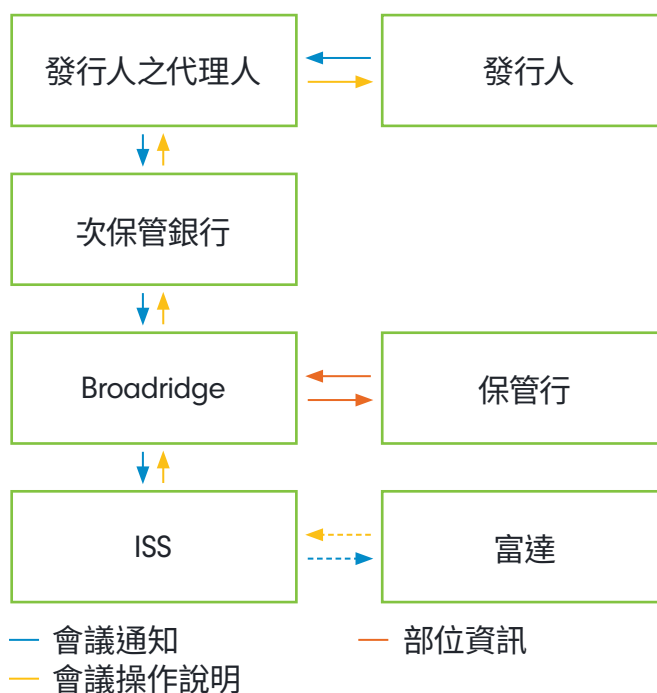 發行人之代理人
發行人
次保管銀行
Broadridge
保管行
ISS
富達
會議通知
部位資訊
會議操作說明